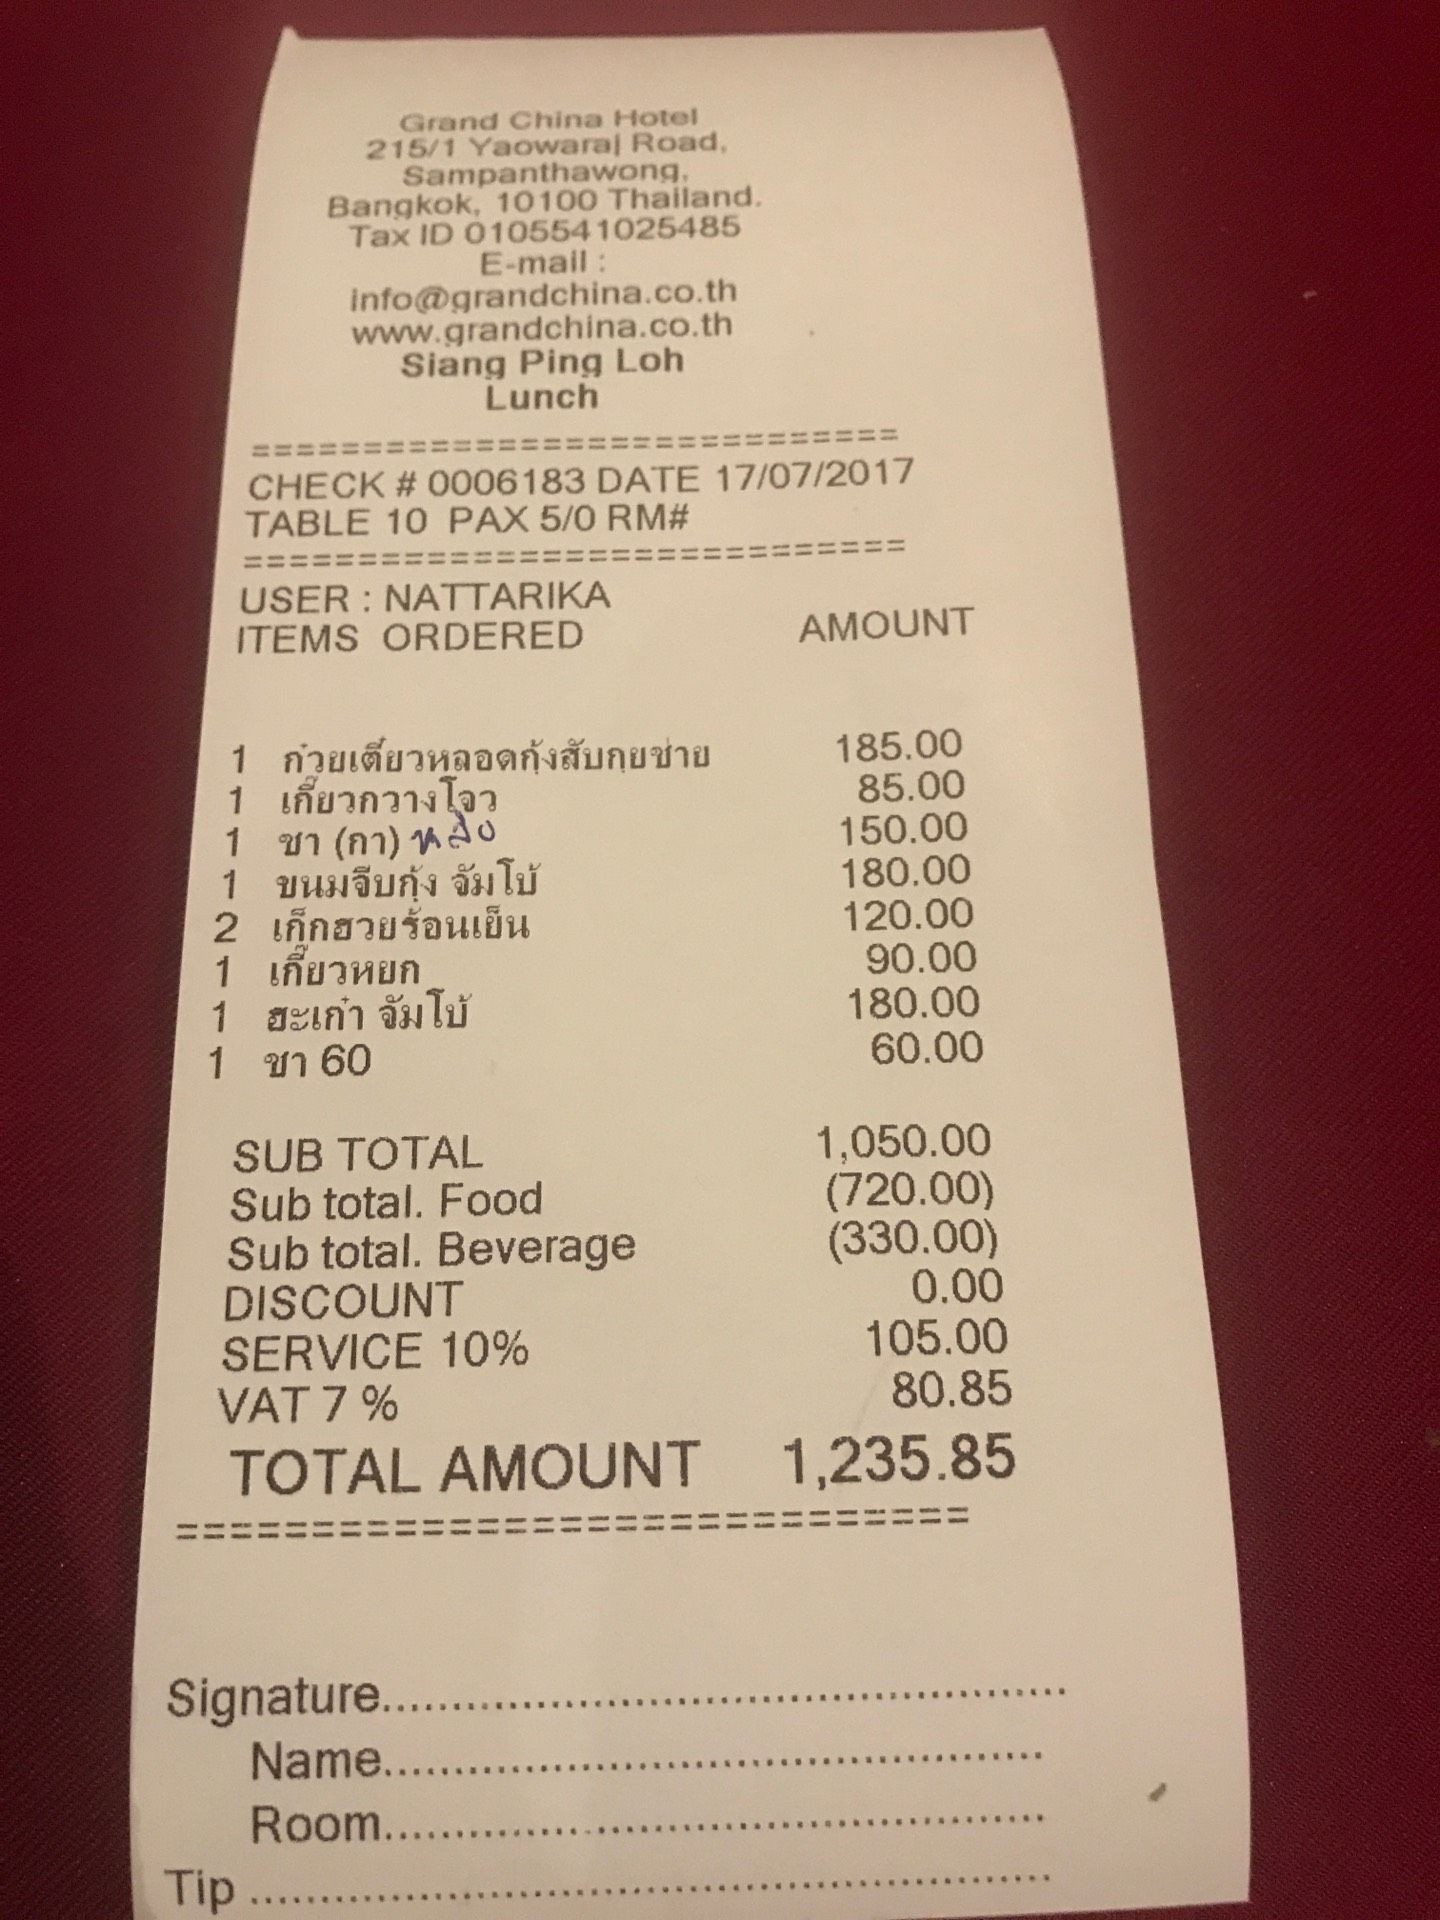 Grand China Hotel
215/1 Yaowaraj Road,
Sampanthawong,
Bangkok, 10100 Thailand.
Tax ID 0105541025485
E-mail :
info@grandchina.co.th
www.grandchina.co.th
Siang Ping Loh
Lunch
==============================
CHECK # 0006183 DATE 17/07/2017
TABLE 10 PAX 5/0 RM#
==============================
USER : NATTARIKA
ITEMS ORDERED AMOUNT
1 ก๋วยเตี๋ยวหลอดกุ้งสับกุยช่าย 185.00
1 เกี๊ยวกวางโจว 85.00
1 ชา (กา) 150.00
1 ขนมจีบกุ้ง จัมโบ้ 180.00
2 เก็กฮวยร้อนเย็น 120.00
1 เกี๊ยวหยก 90.00
1 ฮะเก๋า จัมโบ้ 180.00
1 ชา 60 60.00
SUB TOTAL 1,050.00
Sub total. Food (720.00)
Sub total. Beverage (330.00)
DISCOUNT 0.00
SERVICE 10% 105.00
VAT 7 % 80.85
TOTAL AMOUNT 1,235.85
==============================
Signature..................................................
Name................................................
Room................................................
Tip ..........................................................